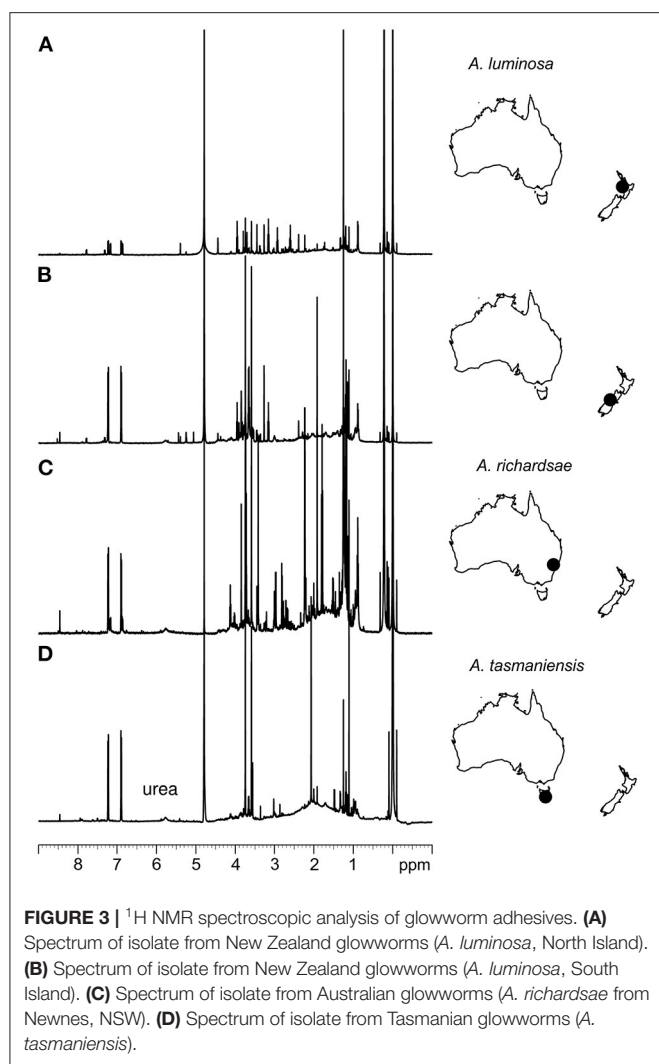 A
A. luminosa
B
C
A. richardsae
D
A. tasmaniensis
urea
8 7 6 5 4 3 2 1 ppm
FIGURE 3 | ¹H NMR spectroscopic analysis of glowworm adhesives. (A)
Spectrum of isolate from New Zealand glowworms (A. luminosa, North Island).
(B) Spectrum of isolate from New Zealand glowworms (A. luminosa, South
Island). (C) Spectrum of isolate from Australian glowworms (A. richardsae from
Newnes, NSW). (D) Spectrum of isolate from Tasmanian glowworms (A.
tasmaniensis).